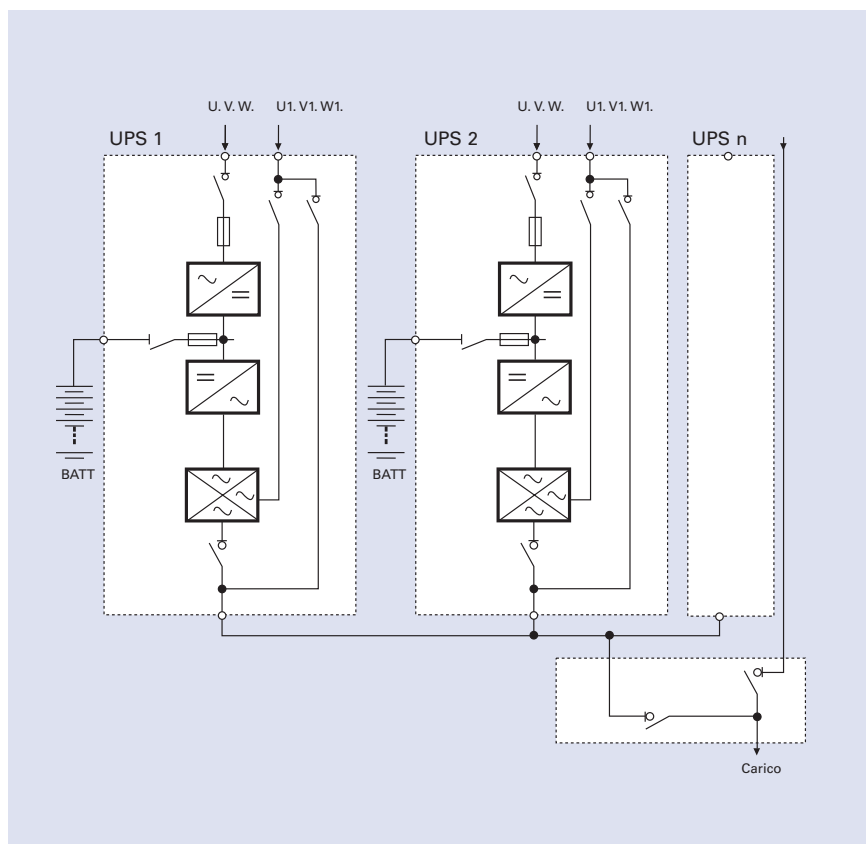 U. V. W. U1. V1. W1. U. V. W. U1. V1. W1.
UPS 1 UPS 2 UPS n
BATT BATT
Carico